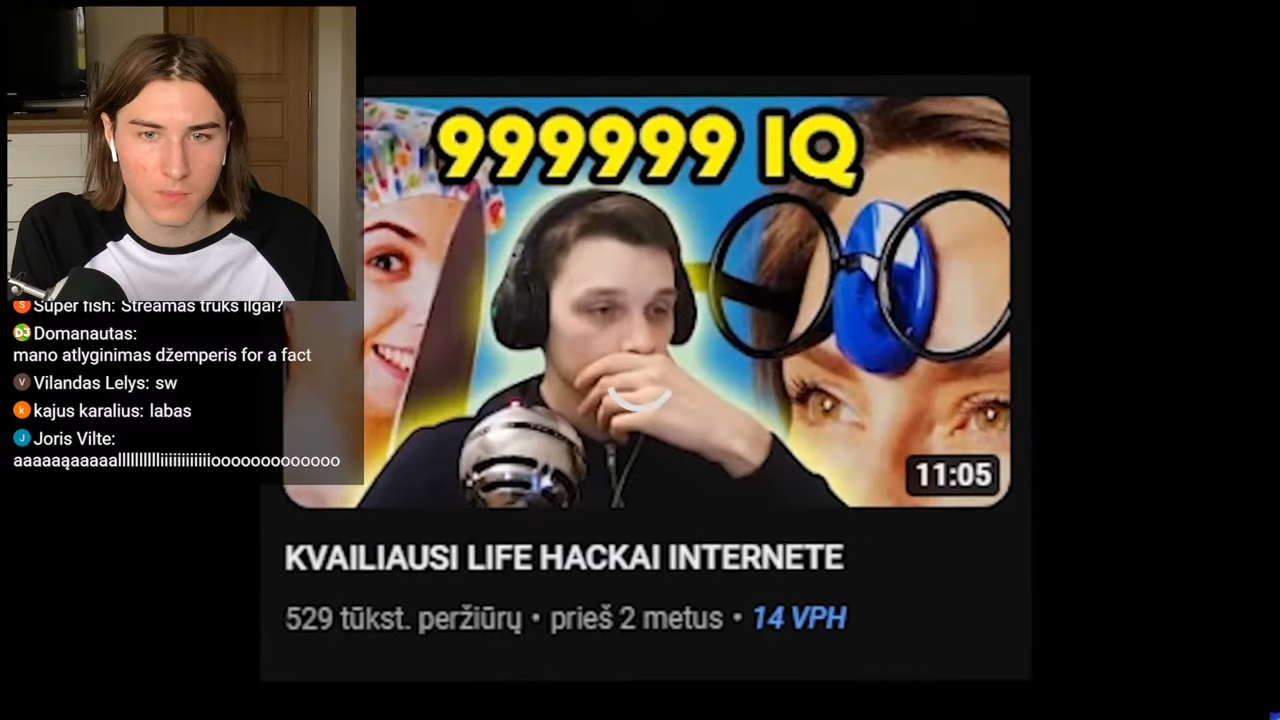 999999 IQ
Super fish: Streamas truks ilgai?
Domanautas:
mano atlyginimas džemperis for a fact
Vilandas Lelys: sw
kajus karalius: labas
Joris Vilte:
aaaaaąaaaaalllllllllliiiiiiiiiiiiooooooooooooo
11:05
KVAILIAUSI LIFE HACKAI INTERNETE
529 tūkst. peržiūrų • prieš 2 metus • 14 VPH